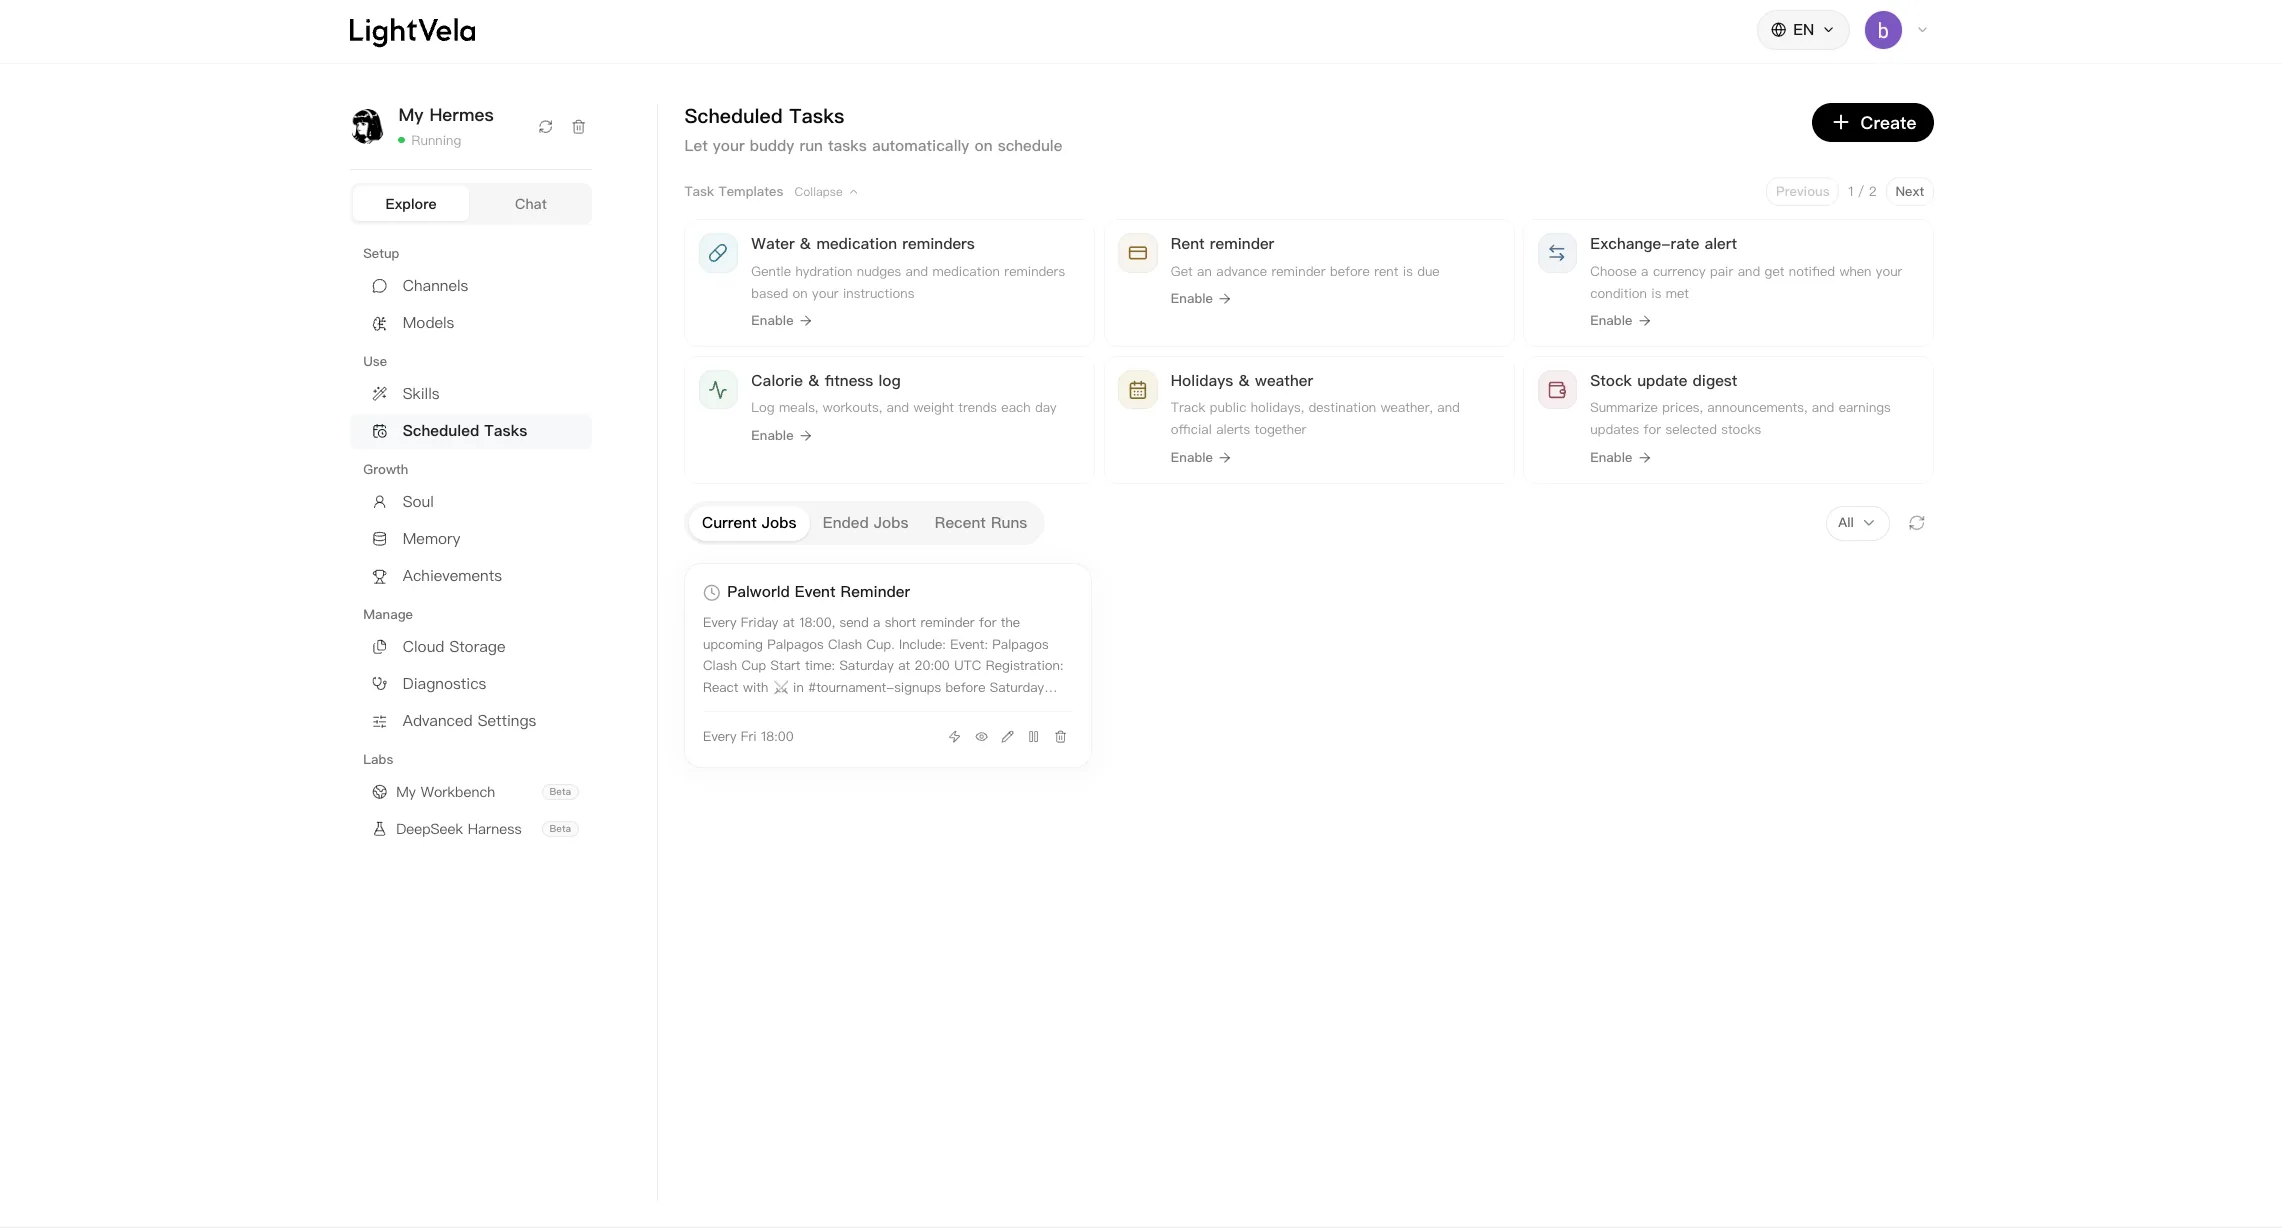 LightVela
EN
b
My Hermes
Running
Explore
Chat
Setup
Channels
Models
Use
Skills
Scheduled Tasks
Growth
Soul
Memory
Achievements
Manage
Cloud Storage
Diagnostics
Advanced Settings
Labs
My Workbench
Beta
DeepSeek Harness
Beta
Scheduled Tasks
Let your buddy run tasks automatically on schedule
Create
Task Templates
Collapse
Previous
1 / 2
Next
Water & medication reminders
Gentle hydration nudges and medication reminders
based on your instructions
Enable →
Rent reminder
Get an advance reminder before rent is due
Enable →
Exchange-rate alert
Choose a currency pair and get notified when your
condition is met
Enable →
Calorie & fitness log
Log meals, workouts, and weight trends each day
Enable →
Holidays & weather
Track public holidays, destination weather, and
official alerts together
Enable →
Stock update digest
Summarize prices, announcements, and earnings
updates for selected stocks
Enable →
Current Jobs
Ended Jobs
Recent Runs
All
Palworld Event Reminder
Every Friday at 18:00, send a short reminder for the
upcoming Palpagos Clash Cup. Include: Event: Palpagos
Clash Cup Start time: Saturday at 20:00 UTC Registration:
React with ⚔️ in #tournament-signups before Saturday...
Every Fri 18:00